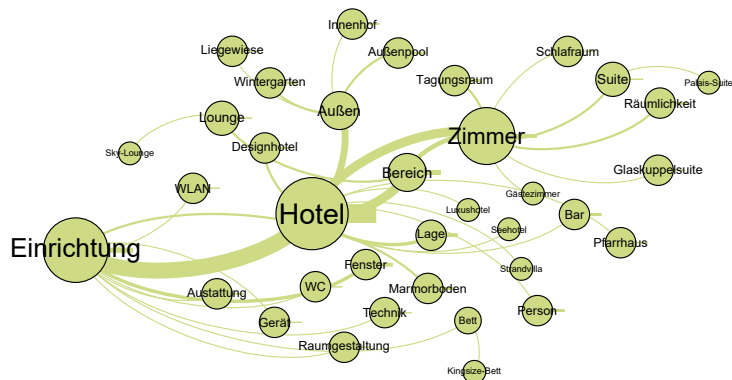 Innenhof
Liegewiese
Außenpool
Schlafraum
Wintergarten
Tagungsraum
Suite
Palais-Suite
Außen
Räumlichkeit
Lounge
Zimmer
Designhotel
Sky-Lounge
Bereich
Glaskuppelsuite
WLAN
Gästezimmer
Hotel
Luxushotel
Bar
Seehotel
Lage
Pfarrhaus
Einrichtung
Fenster
Strandvilla
WC
Marmorboden
Austattung
Technik
Person
Gerät
Bett
Raumgestaltung
Kingsize-Bett